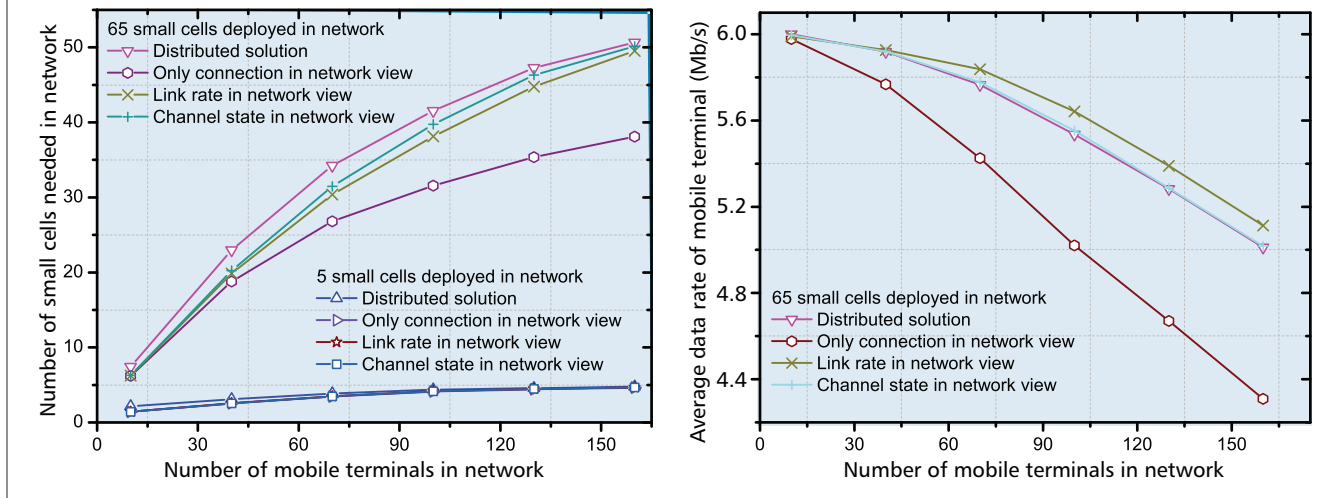 Number of small cells needed in network
50
40
30
20
10
0
65 small cells deployed in network
Distributed solution
Only connection in network view
Link rate in network view
Channel state in network view
5 small cells deployed in network
Distributed solution
Only connection in network view
Link rate in network view
Channel state in network view
0 30 60 90 120 150
Number of mobile terminals in network
Average data rate of mobile terminal (Mb/s)
6.0
5.6
5.2
4.8
4.4
65 small cells deployed in network
Distributed solution
Only connection in network view
Link rate in network view
Channel state in network view
0 30 60 90 120 150
Number of mobile terminals in network